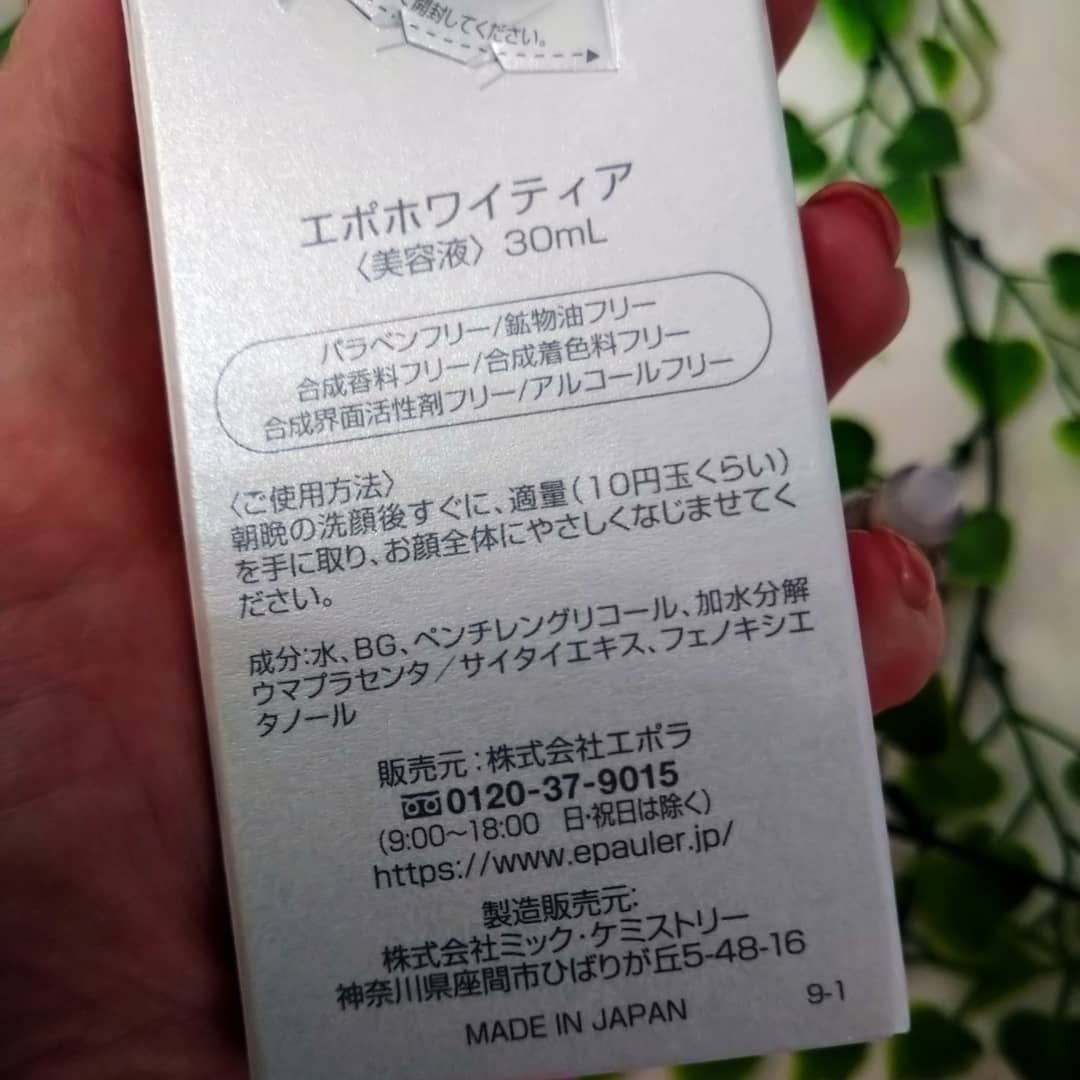 開封してください。
エポホワイティア
〈美容液〉 30mL
パラベンフリー/鉱物油フリー
合成香料フリー/合成着色料フリー
合成界面活性剤フリー/アルコールフリー
〈ご使用方法〉
朝晩の洗顔後すぐに、適量(10円玉くらい)
を手に取り、お顔全体にやさしくなじませてく
ださい。
成分:水、BG、ペンチレングリコール、加水分解
ウマプラセンタ/サイタイエキス、フェノキシエ
タノール
販売元:株式会社エポラ
0120-37-9015
(9:00～18:00 日・祝日は除く)
https://www.epauler.jp/
製造販売元:
株式会社ミック・ケミストリー
神奈川県座間市ひばりが丘5-48-16
MADE IN JAPAN 9-1